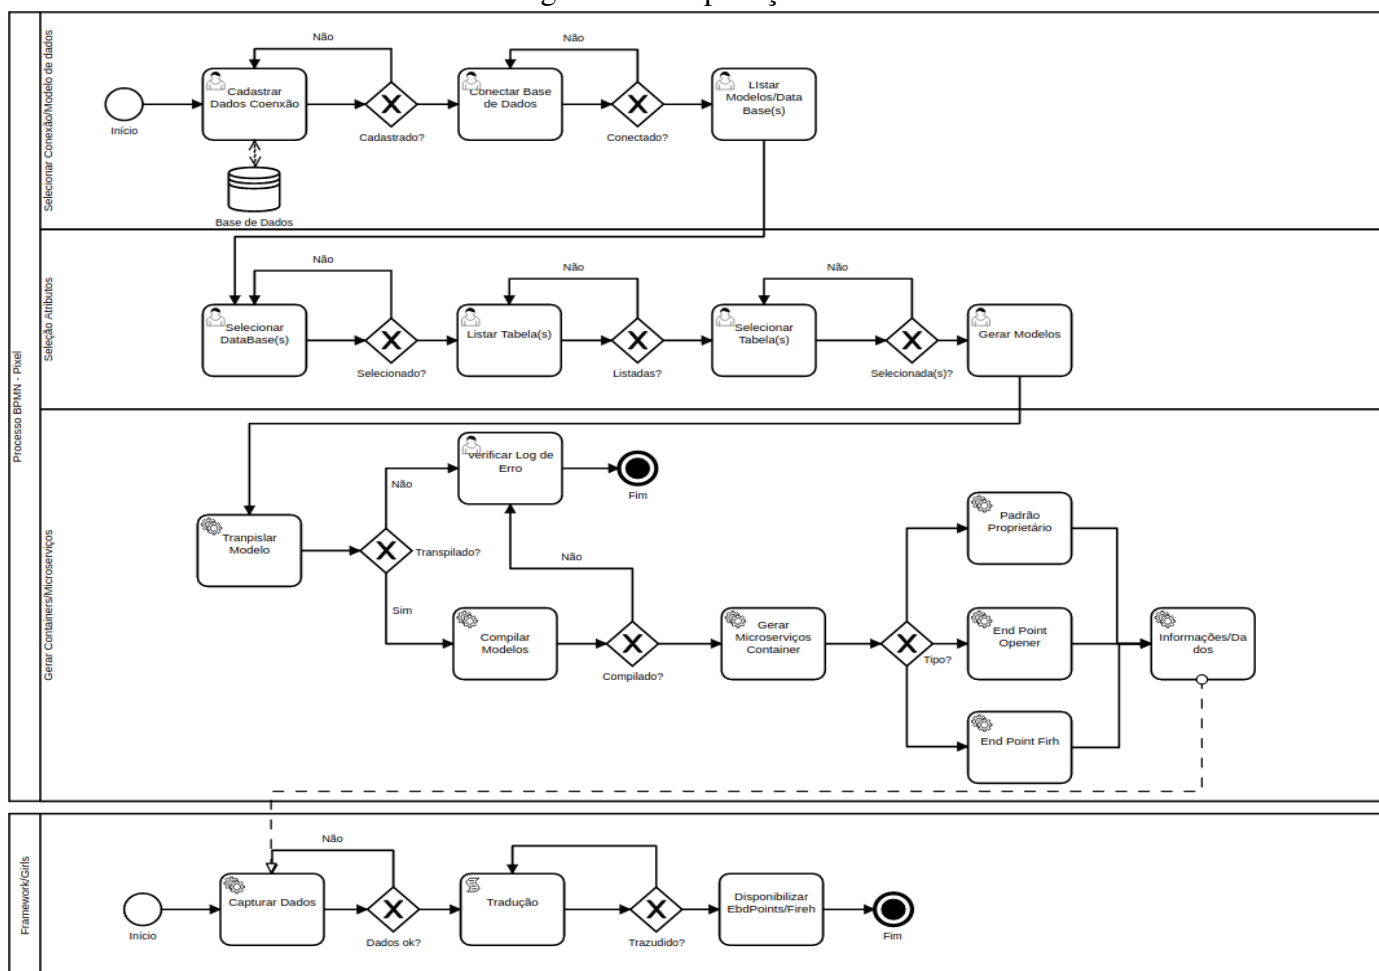 Processo BPMN - Pixel
Selecionar Conexão/Modelo de dados
Não
Não
Cadastrar
Dados Coenxão
Conectar Base
de Dados
LIstar
Modelos/Data
Base(s)
Início
Cadastrado?
Conectado?
Base de Dados
Seleção Atributos
Não
Não
Não
Selecionar
DataBase(s)
Listar Tabela(s)
Selecionar
Tabela(s)
Gerar Modelos
Selecionado?
Listadas?
Selecionada(s)?
Gerar Containers/Microserviços
Verificar Log de
Erro
Não
Fim
Tranpislar
Modelo
Transpilado?
Não
Sim
Compilar
Modelos
Compilado?
Gerar
Microserviços
Container
Tipo?
Padrão
Proprietário
End Point
Opener
End Point Firh
Informações/Da
dos
Framework/Girls
Não
Início
Capturar Dados
Dados ok?
Tradução
Trazudido?
Disponibilizar
EbdPoints/Fireh
Fim